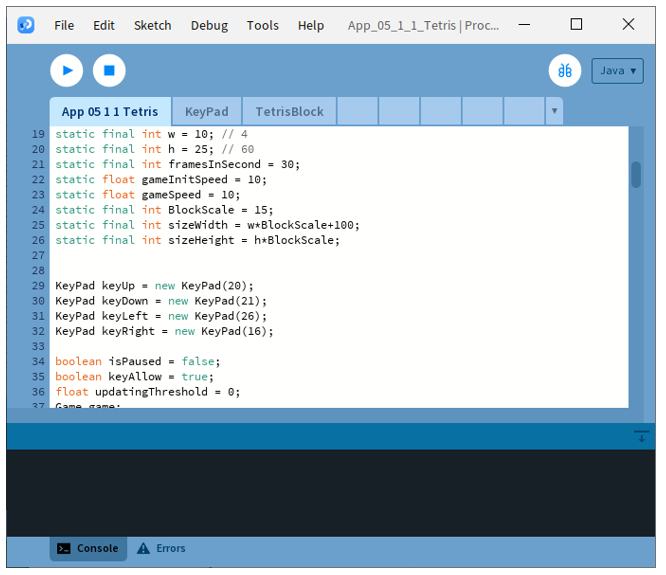 File Edit Sketch Debug Tools Help App_05_1_1_Tetris | Proc...
Java ▾
App 05 1 1 Tetris KeyPad TetrisBlock ▾
19 static final int w = 10; // 4
20 static final int h = 25; // 60
21 static final int framesInSecond = 30;
22 static float gameInitSpeed = 10;
23 static float gameSpeed = 10;
24 static final int BlockScale = 15;
25 static final int sizeWidth = w*BlockScale+100;
26 static final int sizeHeight = h*BlockScale;
27
28
29 KeyPad keyUp = new KeyPad(20);
30 KeyPad keyDown = new KeyPad(21);
31 KeyPad keyLeft = new KeyPad(26);
32 KeyPad keyRight = new KeyPad(16);
33
34 boolean isPaused = false;
35 boolean keyAllow = true;
36 float updatingThreshold = 0;
37 Game game;
Console Errors